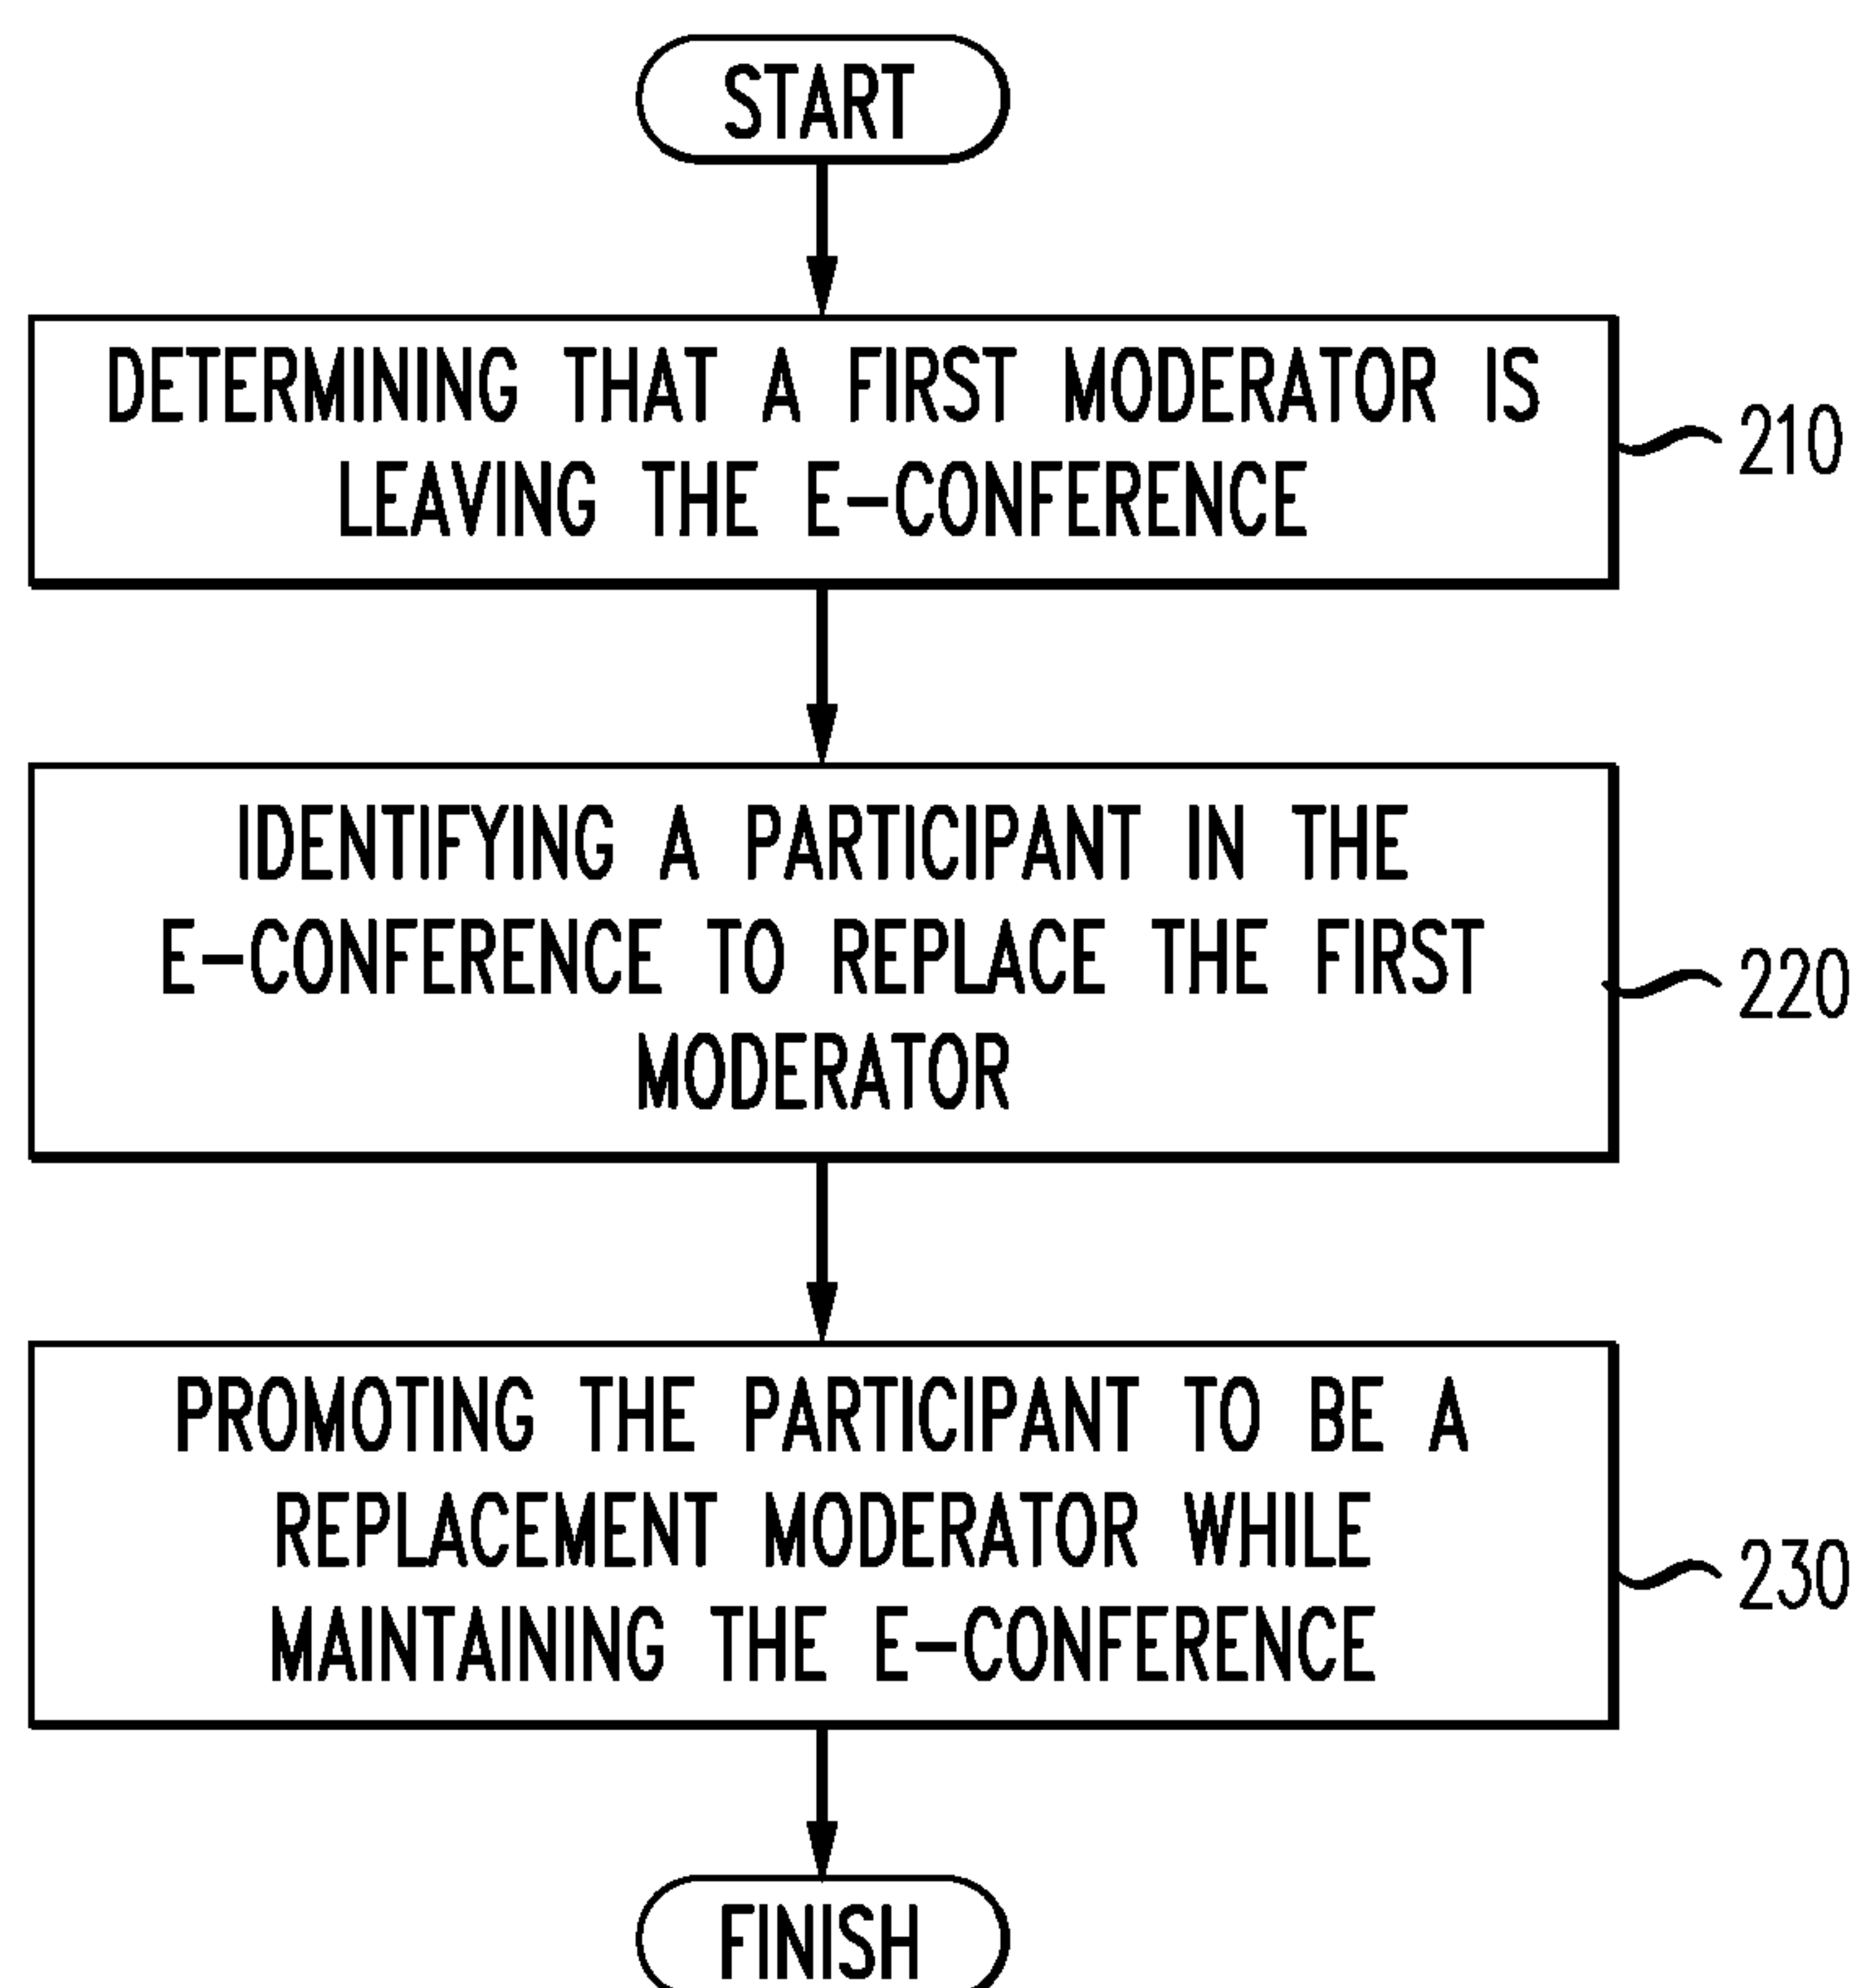 START
DETERMINING THAT A FIRST MODERATOR IS
LEAVING THE E-CONFERENCE
210
IDENTIFYING A PARTICIPANT IN THE
E-CONFERENCE TO REPLACE THE FIRST
MODERATOR
220
PROMOTING THE PARTICIPANT TO BE A
REPLACEMENT MODERATOR WHILE
MAINTAINING THE E-CONFERENCE
230
FINISH